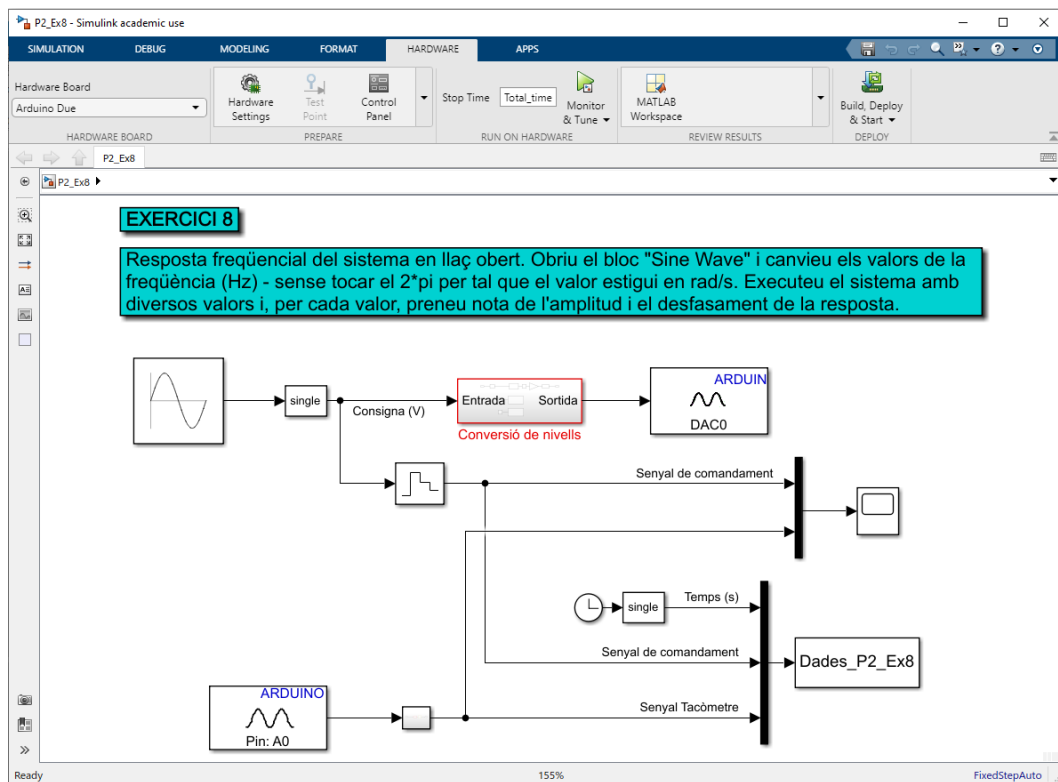 P2_Ex8 - Simulink academic use
SIMULATION DEBUG MODELING FORMAT HARDWARE APPS
Hardware Board
Arduino Due
HARDWARE BOARD
Hardware Settings
Test Point
Control Panel
PREPARE
Stop Time Total_time
Monitor & Tune
RUN ON HARDWARE
MATLAB Workspace
REVIEW RESULTS
Build, Deploy & Start
DEPLOY
P2_Ex8
P2_Ex8
EXERCICI 8
Resposta freqüencial del sistema en llaç obert. Obriu el bloc "Sine Wave" i canvieu els valors de la
freqüència (Hz) - sense tocar el 2*pi per tal que el valor estigui en rad/s. Executeu el sistema amb
diversos valors i, per cada valor, preneu nota de l'amplitud i el desfasament de la resposta.
single
Consigna (V)
Entrada Sortida
Conversió de nivells
ARDUIN
DAC0
Senyal de comandament
single
Temps (s)
Senyal de comandament
Dades_P2_Ex8
ARDUINO
Pin: A0
Senyal Tacòmetre
Ready 155% FixedStepAuto